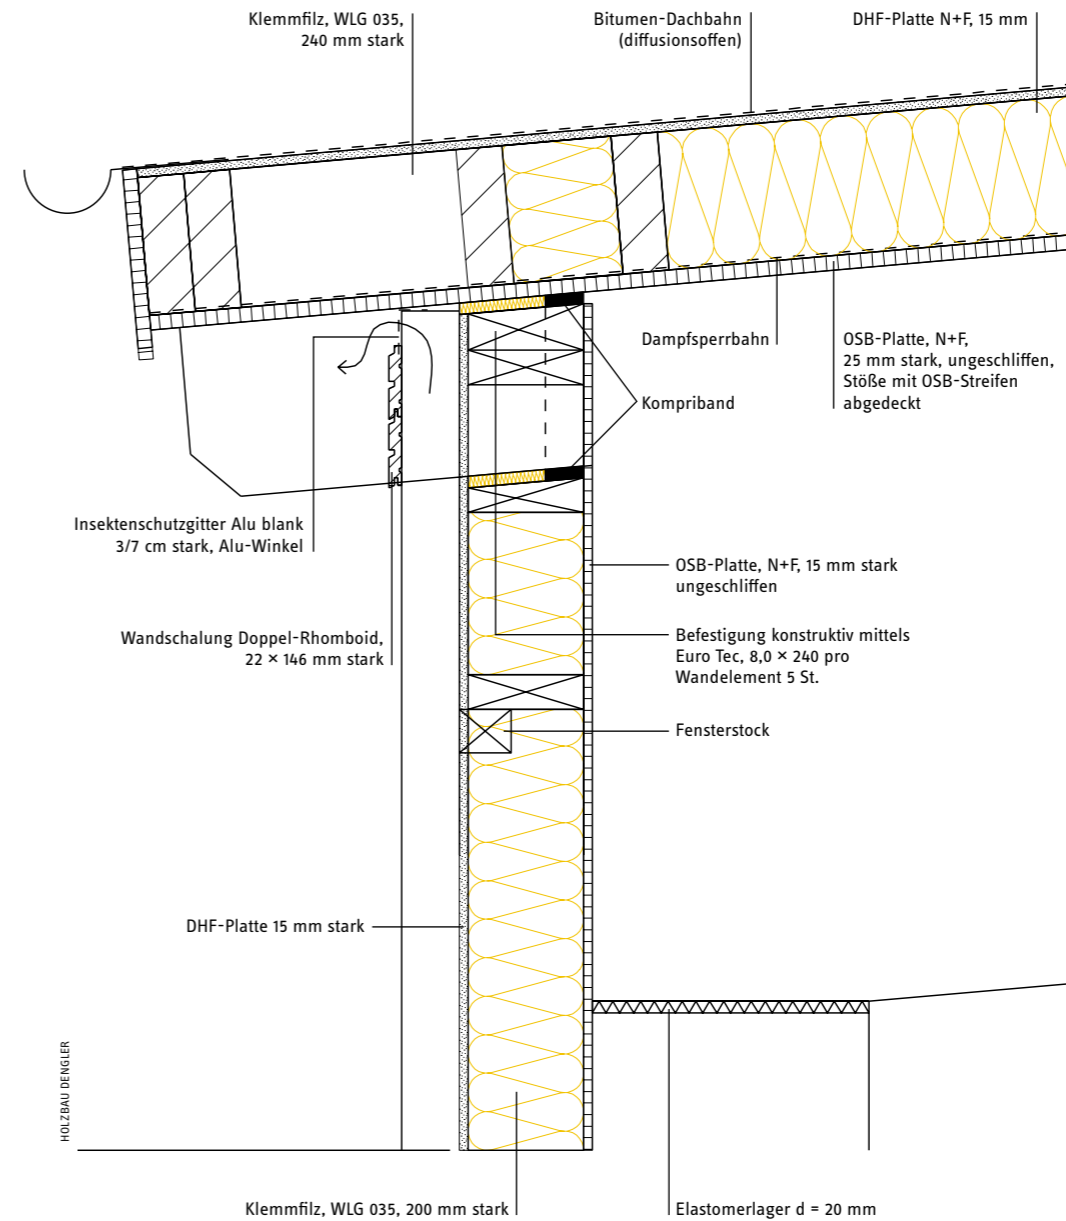 Klemmfilz, WLG 035,
240 mm stark
Bitumen-Dachbahn
(diffusionsoffen)
DHF-Platte N+F, 15 mm
Dampfsperrbahn
OSB-Platte, N+F,
25 mm stark, ungeschliffen,
Stöße mit OSB-Streifen
abgedeckt
Kompriband
Insektenschutzgitter Alu blank
3/7 cm stark, Alu-Winkel
OSB-Platte, N+F, 15 mm stark
ungeschliffen
Wandschalung Doppel-Rhomboid,
22 × 146 mm stark
Befestigung konstruktiv mittels
Euro Tec, 8,0 × 240 pro
Wandelement 5 St.
Fensterstock
DHF-Platte 15 mm stark
HOLZBAU DENGLER
Klemmfilz, WLG 035, 200 mm stark
Elastomerlager d = 20 mm